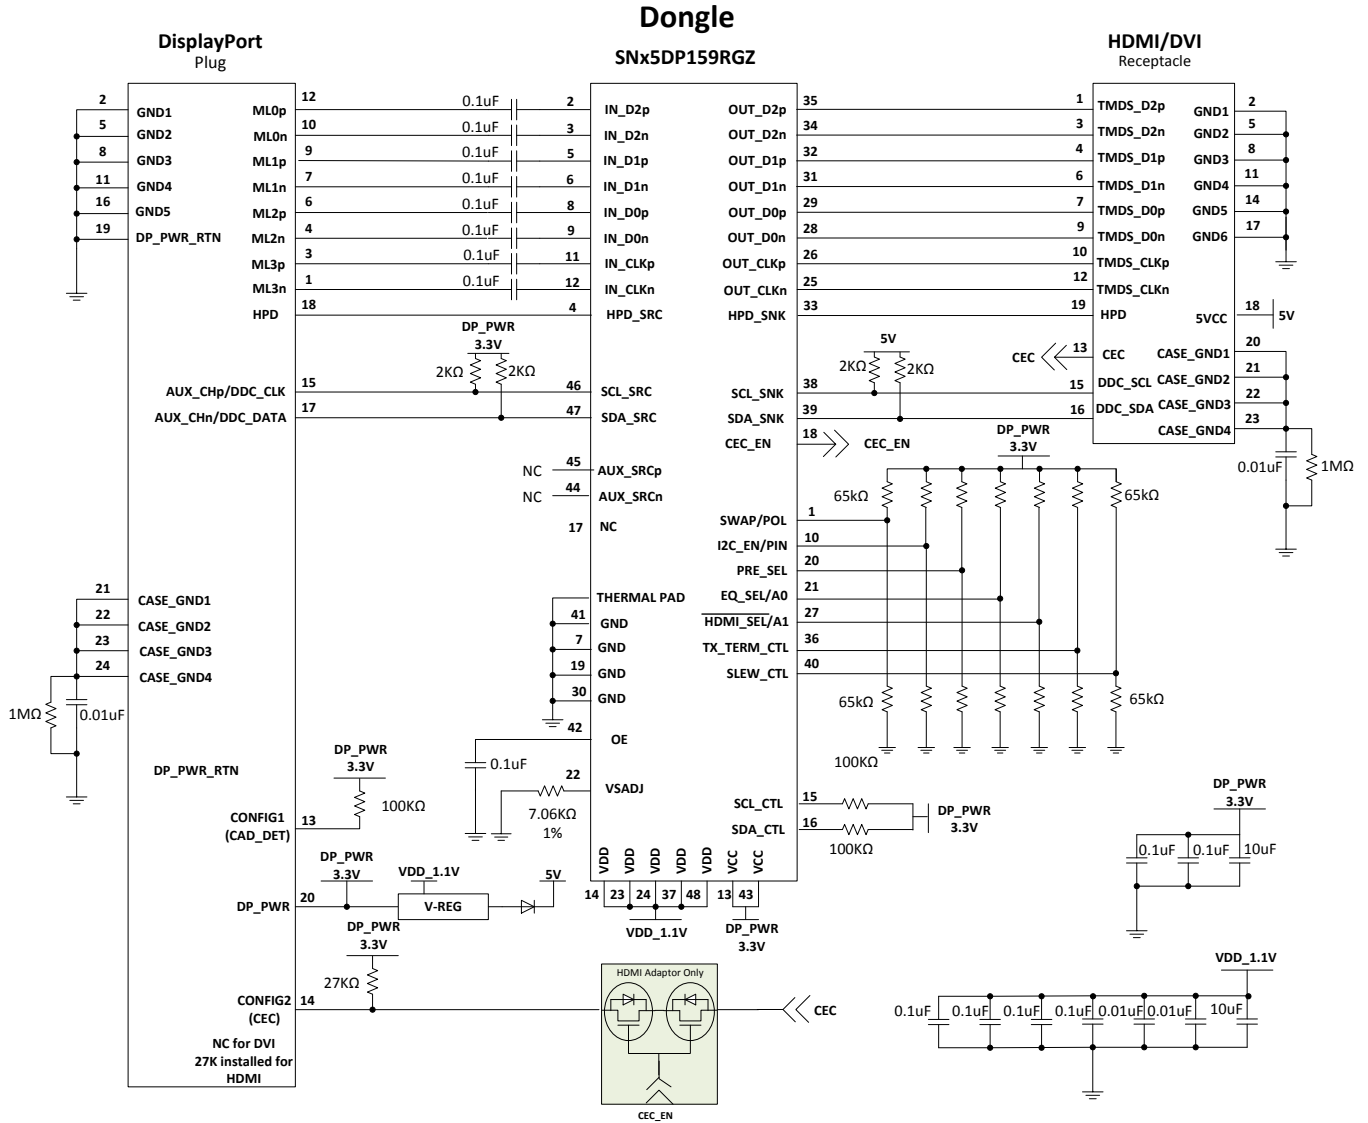 Dongle
DisplayPort
Plug
SNx5DP159RGZ
HDMI/DVI
Receptacle
2 GND1
5 GND2
8 GND3
11 GND4
16 GND5
19 DP_PWR_RTN
ML0p 12
ML0n 10
ML1p 9
ML1n 7
ML2p 6
ML2n 4
ML3p 3
ML3n 1
HPD 18
0.1uF
0.1uF
0.1uF
0.1uF
0.1uF
0.1uF
0.1uF
0.1uF
2 IN_D2p
3 IN_D2n
5 IN_D1p
6 IN_D1n
8 IN_D0p
9 IN_D0n
11 IN_CLKp
12 IN_CLKn
4 HPD_SRC
OUT_D2p 35
OUT_D2n 34
OUT_D1p 32
OUT_D1n 31
OUT_D0p 29
OUT_D0n 28
OUT_CLKp 26
OUT_CLKn 25
HPD_SNK 33
1 TMDS_D2p
3 TMDS_D2n
4 TMDS_D1p
6 TMDS_D1n
7 TMDS_D0p
9 TMDS_D0n
10 TMDS_CLKp
12 TMDS_CLKn
19 HPD
GND1 2
GND2 5
GND3 8
GND4 11
GND5 14
GND6 17
5VCC 18 5V
CEC 13 CEC
CASE_GND1 20
CASE_GND2 21
CASE_GND3 22
CASE_GND4 23
15 DDC_SCL
16 DDC_SDA
0.01uF
1MΩ
DP_PWR
3.3V
2KΩ
2KΩ
AUX_CHp/DDC_CLK 15
AUX_CHn/DDC_DATA 17
46 SCL_SRC
47 SDA_SRC
5V
2KΩ
2KΩ
SCL_SNK 38
SDA_SNK 39
CEC_EN 18 CEC_EN
NC 45 AUX_SRCp
NC 44 AUX_SRCn
17 NC
DP_PWR
3.3V
65kΩ
65kΩ
SWAP/POL 1
I2C_EN/PIN 10
PRE_SEL 20
EQ_SEL/A0 21
HDMI_SEL/A1 27
TX_TERM_CTL 36
SLEW_CTL 40
65kΩ
65kΩ
THERMAL PAD
41 GND
7 GND
19 GND
30 GND
42 OE
0.1uF
22 VSADJ
7.06KΩ
1%
21 CASE_GND1
22 CASE_GND2
23 CASE_GND3
24 CASE_GND4
1MΩ
0.01uF
DP_PWR_RTN
DP_PWR
3.3V
100KΩ
CONFIG1 13
(CAD_DET)
100KΩ
SCL_CTL 15
SDA_CTL 16
100KΩ
DP_PWR
3.3V
DP_PWR
3.3V
0.1uF
0.1uF
10uF
VDD VDD VDD VDD VDD VCC VCC
14 23 24 37 48 13 43
VDD_1.1V
DP_PWR
3.3V
DP_PWR
3.3V
VDD_1.1V
5V
DP_PWR 20
V-REG
DP_PWR
3.3V
27KΩ
CONFIG2 14
(CEC)
NC for DVI
27K installed for
HDMI
HDMI Adaptor Only
CEC
CEC_EN
VDD_1.1V
0.1uF
0.1uF
0.1uF
0.1uF
0.01uF
0.01uF
10uF